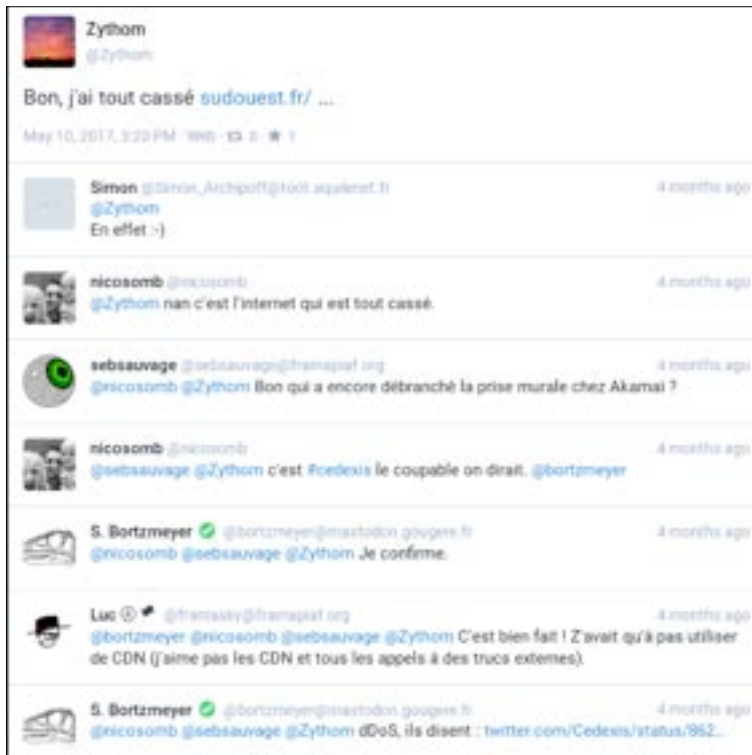 Zythom
@Zythom
Bon, j'ai tout cassé sudouest.fr/ ...
May 10, 2017, 3:20 PM · Web · 0 · 1
Simon @Simon_Archipoff@toot.aquilenet.fr 4 months ago
@Zythom
En effet :-)
nicosomb @nicosomb 4 months ago
@Zythom nan c'est l'internet qui est tout cassé.
sebsauvage @sebsauvage@framapiaf.org 4 months ago
@nicosomb @Zythom Bon qui a encore débranché la prise murale chez Akamai ?
nicosomb @nicosomb 4 months ago
@sebsauvage @Zythom c'est #cedexis le coupable on dirait. @bortzmeyer
S. Bortzmeyer @bortzmeyer@mastodon.gougere.fr 4 months ago
@nicosomb @sebsauvage @Zythom Je confirme.
Luc @framasky@framapiaf.org 4 months ago
@bortzmeyer @nicosomb @sebsauvage @Zythom C'est bien fait ! Z'avait qu'à pas utiliser
de CDN (j'aime pas les CDN et tous les appels à des trucs externes).
S. Bortzmeyer @bortzmeyer@mastodon.gougere.fr 4 months ago
@nicosomb @sebsauvage @Zythom dDoS, ils disent : twitter.com/Cedexis/status/862...